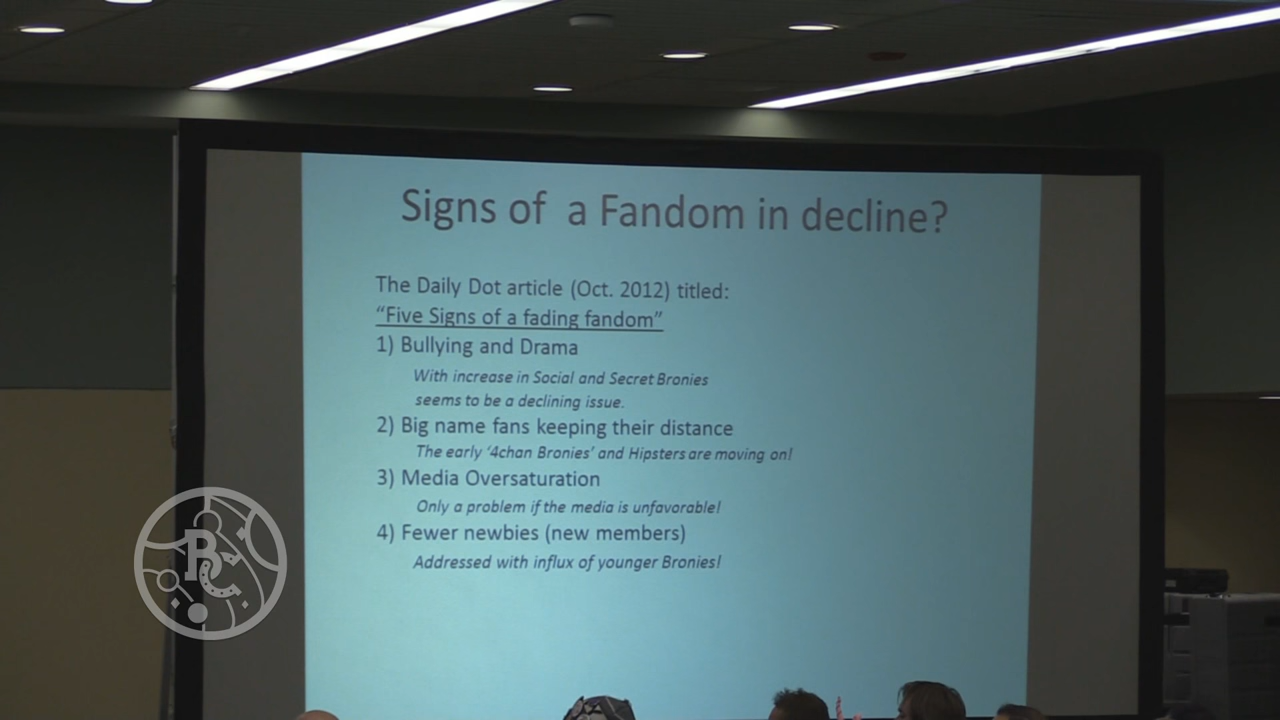 Signs of a Fandom in decline?
The Daily Dot article (Oct. 2012) titled:
“Five Signs of a fading fandom”
1) Bullying and Drama
With increase in Social and Secret Bronies
seems to be a declining issue.
2) Big name fans keeping their distance
The early ‘4chan Bronies’ and Hipsters are moving on!
3) Media Oversaturation
Only a problem if the media is unfavorable!
4) Fewer newbies (new members)
Addressed with influx of younger Bronies!
BC